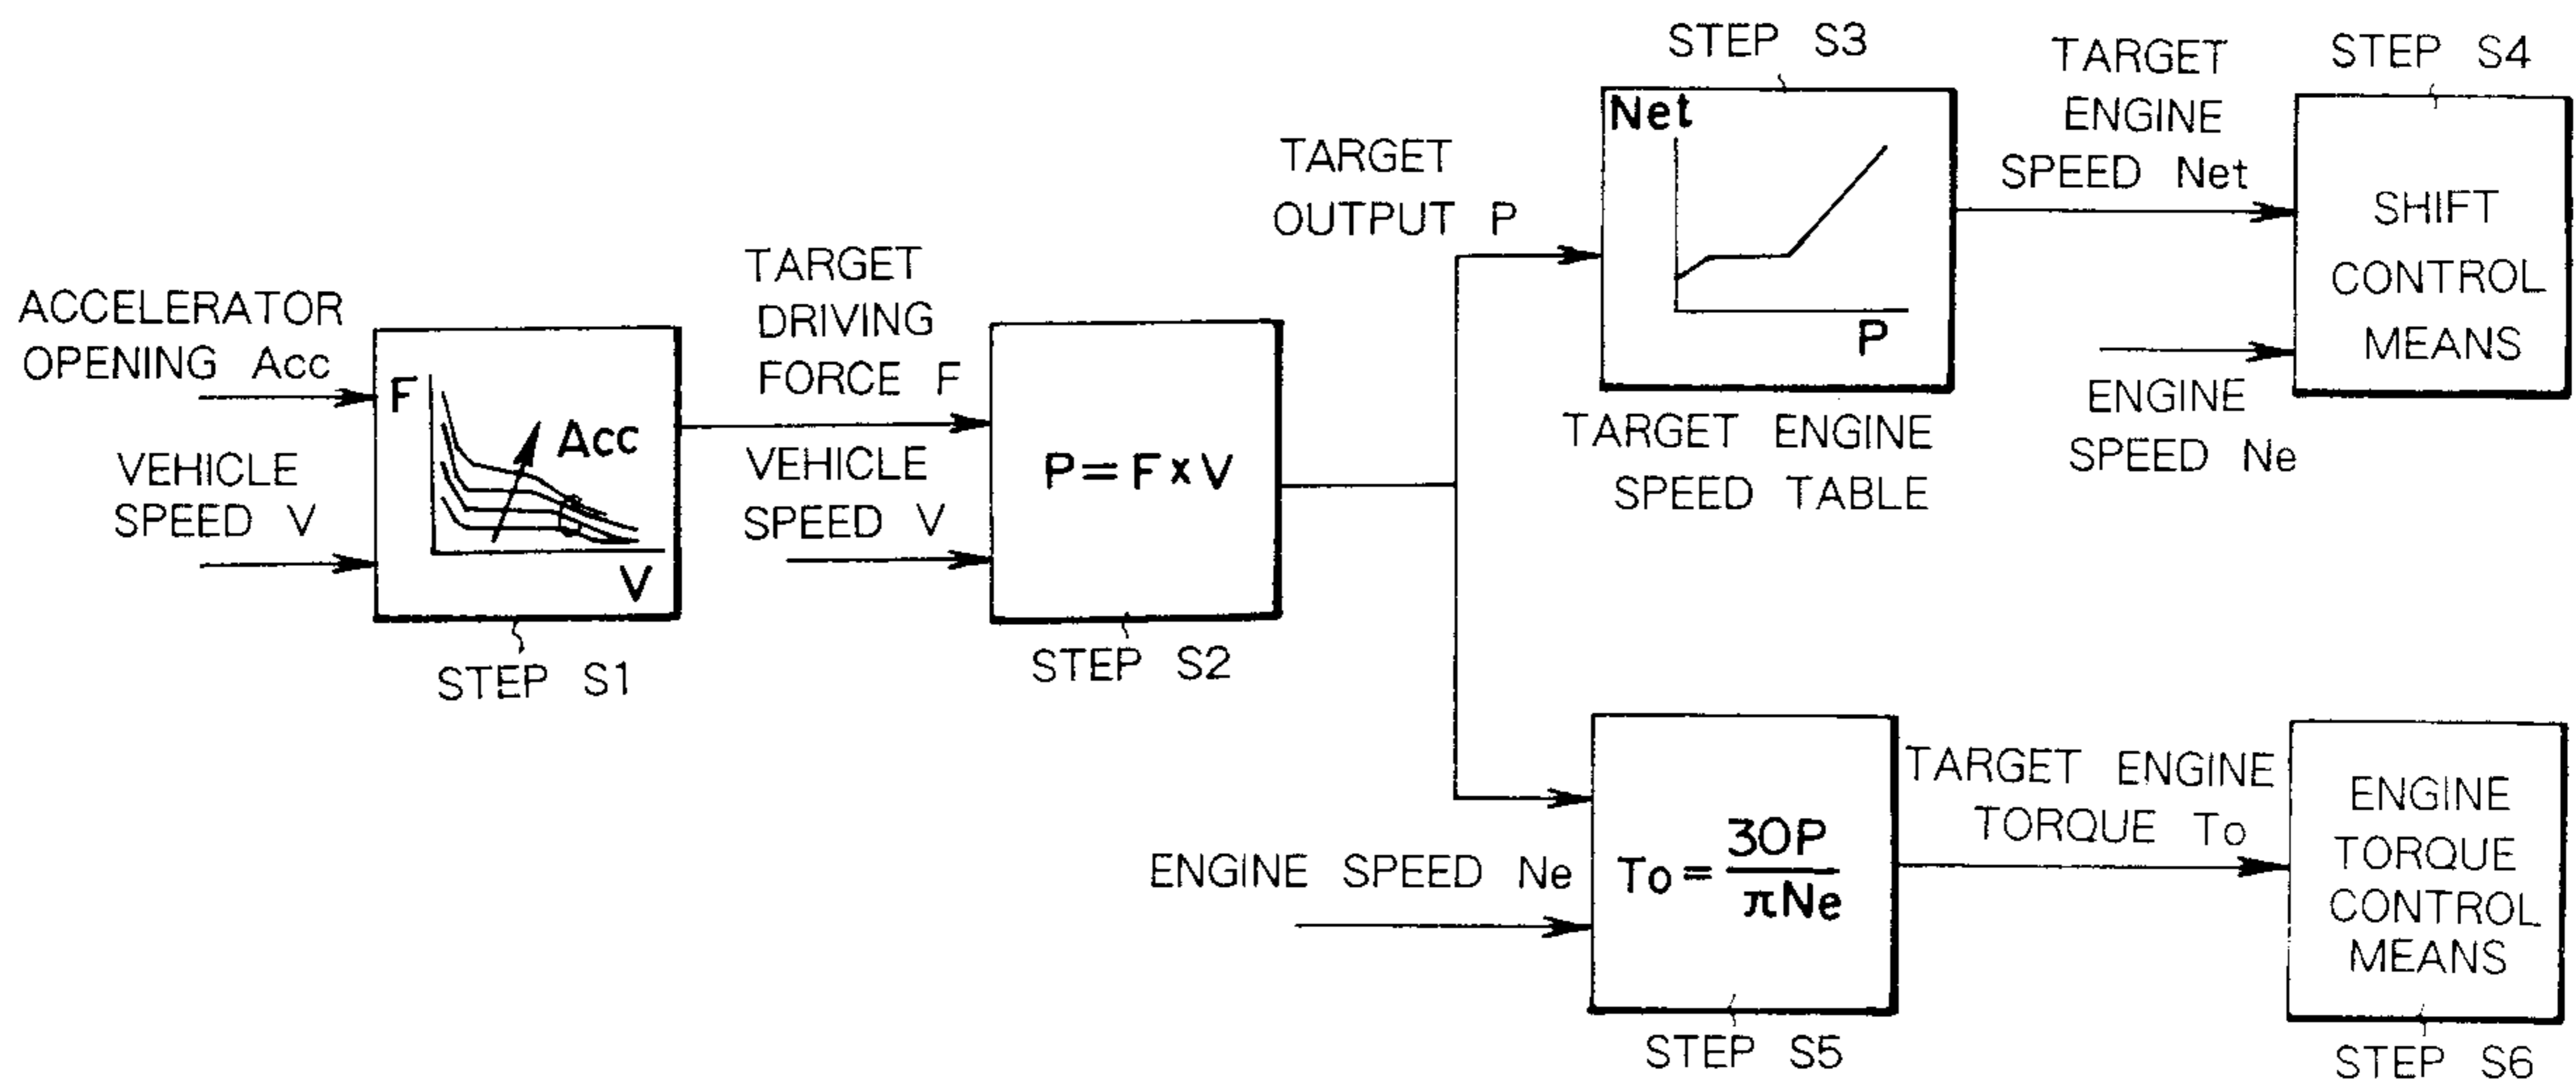 ACCELERATOR
OPENING Acc
VEHICLE
SPEED V
F
Acc
V
STEP S1
TARGET
DRIVING
FORCE F
VEHICLE
SPEED V
P=F×V
STEP S2
TARGET
OUTPUT P
STEP S3
Net
P
TARGET ENGINE
SPEED TABLE
TARGET
ENGINE
SPEED Net
ENGINE
SPEED Ne
STEP S4
SHIFT
CONTROL
MEANS
ENGINE SPEED Ne
To=30P/πNe
STEP S5
TARGET ENGINE
TORQUE To
ENGINE
TORQUE
CONTROL
MEANS
STEP S6